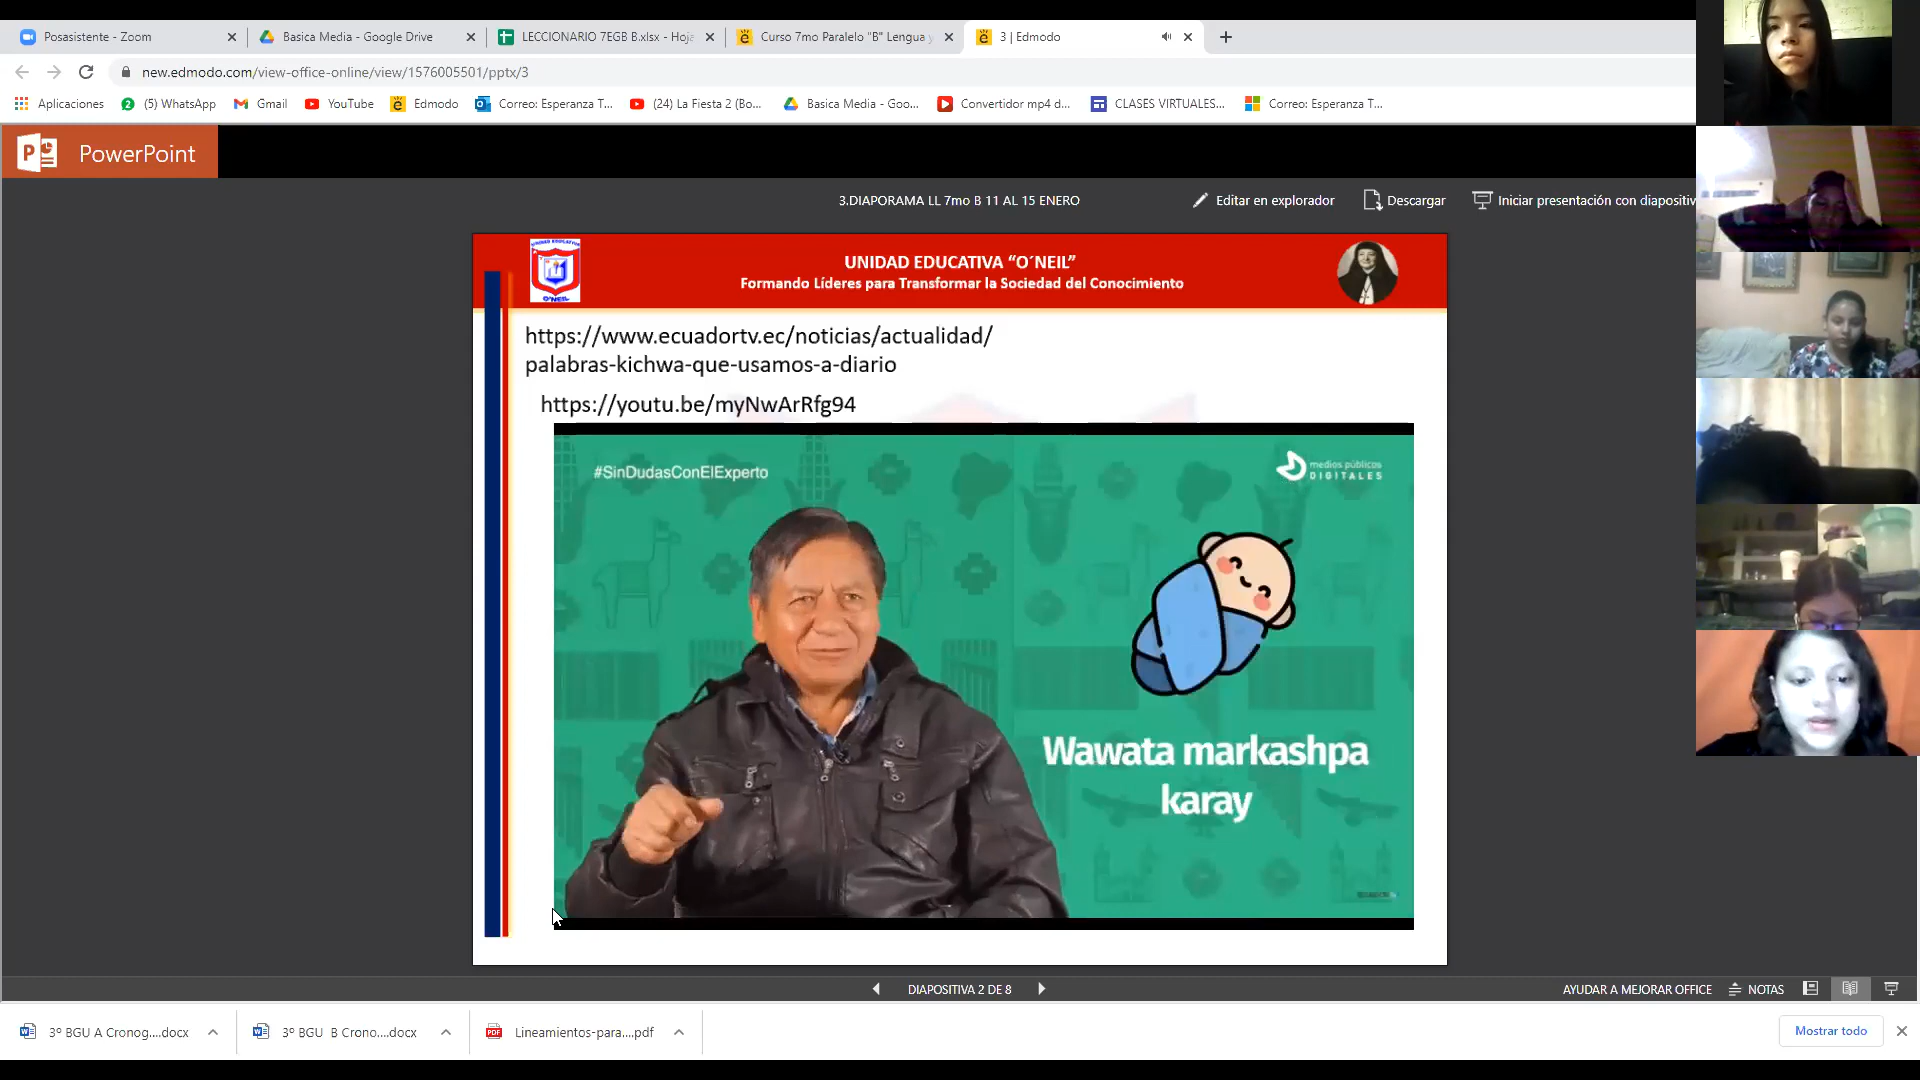 Posasistente - Zoom
Basica Media - Google Drive
LECCIONARIO 7EGB B.xlsx - Hoja
Curso 7mo Paralelo "B" Lengua y
3 | Edmodo
new.edmodo.com/view-office-online/view/1576005501/pptx/3
Aplicaciones
(5) WhatsApp
Gmail
YouTube
Edmodo
Correo: Esperanza T...
(24) La Fiesta 2 (Bo...
Basica Media - Goo...
Convertidor mp4 d...
CLASES VIRTUALES...
Correo: Esperanza T...
PowerPoint
3.DIAPORAMA LL 7mo B 11 AL 15 ENERO
Editar en explorador
Descargar
Iniciar presentación con diapositiv
UNIDAD EDUCATIVA “O´NEIL”
Formando Líderes para Transformar la Sociedad del Conocimiento
O'NEIL
https://www.ecuadortv.ec/noticias/actualidad/
palabras-kichwa-que-usamos-a-diario
https://youtu.be/myNwArRfg94
#SinDudasConElExperto
medios públicos
DIGITALES
Wawata markashpa
karay
DIAPOSITIVA 2 DE 8
AYUDAR A MEJORAR OFFICE
NOTAS
3º BGU A Cronog....docx
3º BGU B Crono....docx
Lineamientos-para....pdf
Mostrar todo